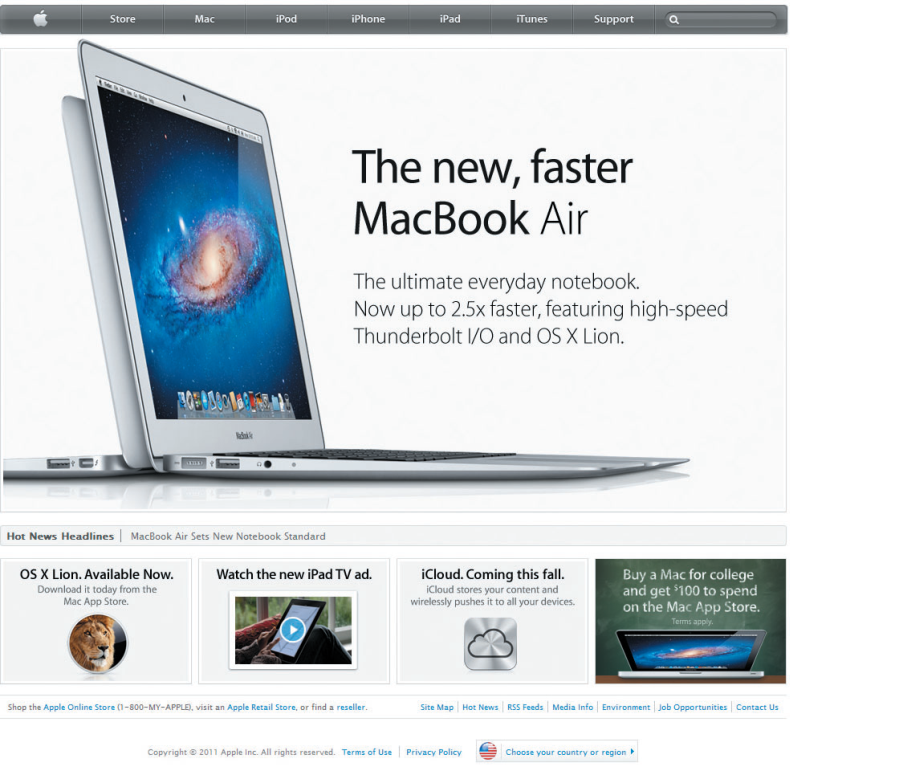 Store Mac iPod iPhone iPad iTunes Support
The new, faster
MacBook Air
The ultimate everyday notebook.
Now up to 2.5x faster, featuring high-speed
Thunderbolt I/O and OS X Lion.
MacBook Air
Hot News Headlines | MacBook Air Sets New Notebook Standard
OS X Lion. Available Now.
Download it today from the
Mac App Store.
Watch the new iPad TV ad.
iCloud. Coming this fall.
iCloud stores your content and
wirelessly pushes it to all your devices.
Buy a Mac for college
and get $100 to spend
on the Mac App Store.
Terms apply.
Shop the Apple Online Store (1-800-MY-APPLE), visit an Apple Retail Store, or find a reseller.
Site Map | Hot News | RSS Feeds | Media Info | Environment | Job Opportunities | Contact Us
Copyright © 2011 Apple Inc. All rights reserved. Terms of Use | Privacy Policy | Choose your country or region